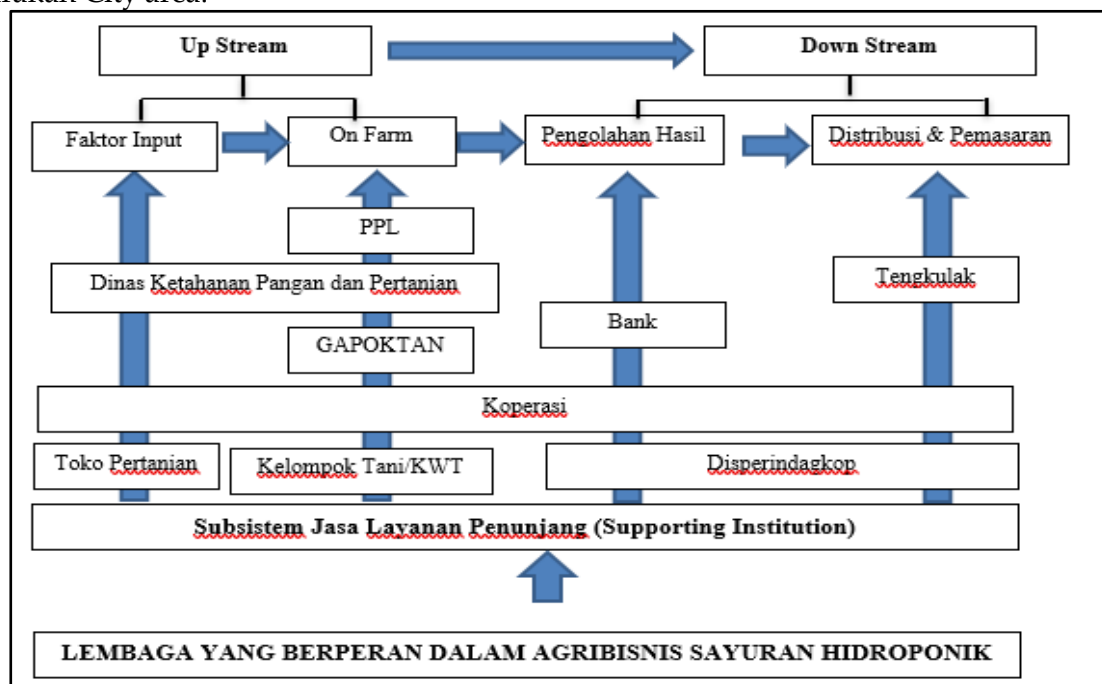 City area.
Up Stream
Down Stream
Faktor Input
On Farm
Pengolahan Hasil
Distribusi & Pemasaran
PPL
Dinas Ketahanan Pangan dan Pertanian
Tengkulak
Bank
GAPOKTAN
Koperasi
Toko Pertanian
Kelompok Tani/KWT
Disperindagkop
Subsistem Jasa Layanan Penunjang (Supporting Institution)
LEMBAGA YANG BERPERAN DALAM AGRIBISNIS SAYURAN HIDROPONIK